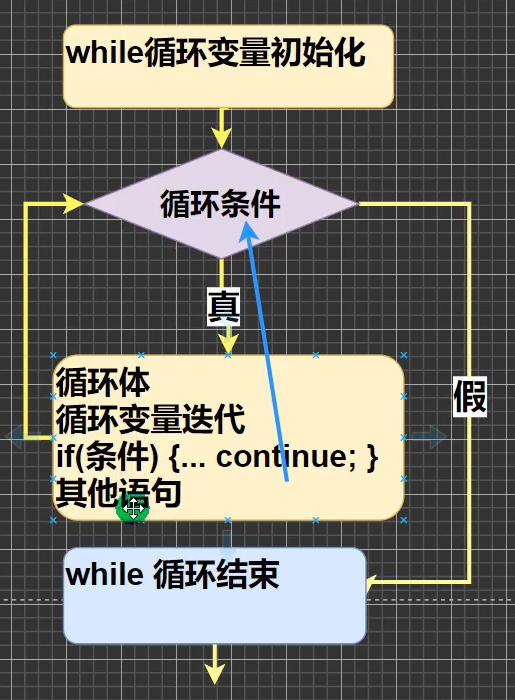 while循环变量初始化
循环条件
真
假
循环体
循环变量迭代
if(条件) {... continue; }
其他语句
while 循环结束